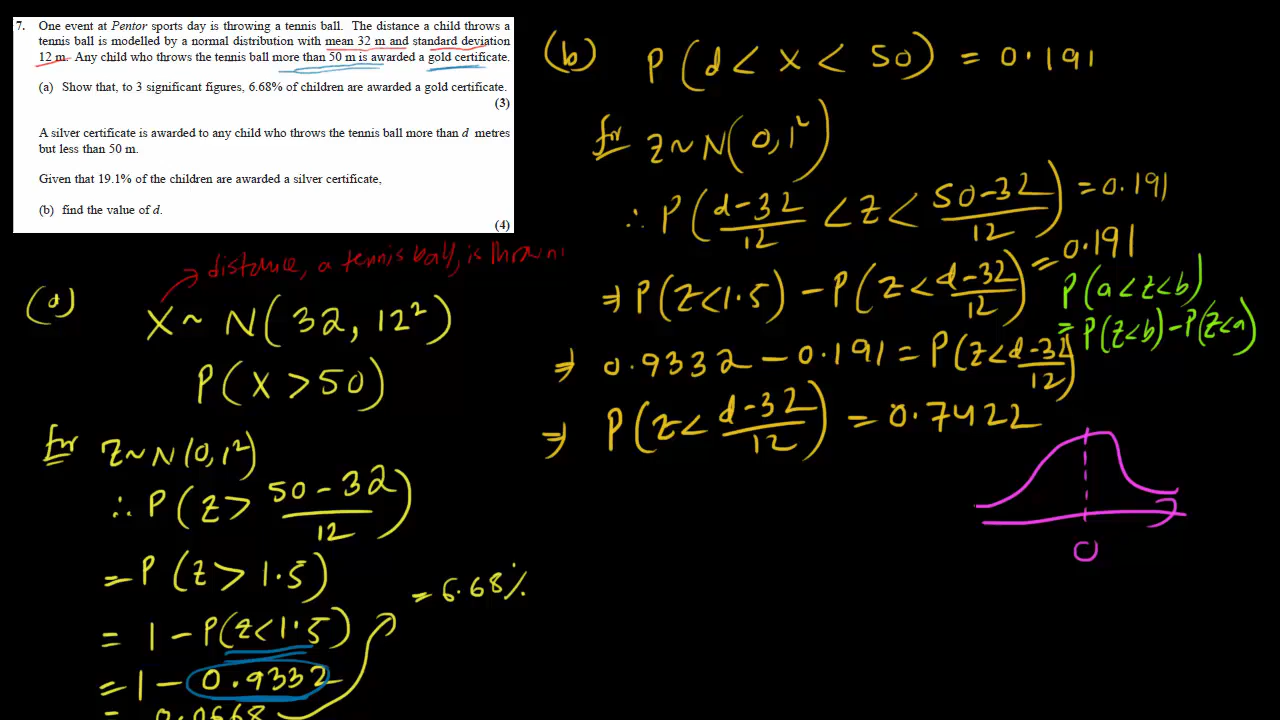 7. One event at Pentor sports day is throwing a tennis ball. The distance a child throws a
tennis ball is modelled by a normal distribution with mean 32 m and standard deviation
12 m. Any child who throws the tennis ball more than 50 m is awarded a gold certificate.
(a) Show that, to 3 significant figures, 6.68% of children are awarded a gold certificate.
(3)
A silver certificate is awarded to any child who throws the tennis ball more than d metres
but less than 50 m.
Given that 19.1% of the children are awarded a silver certificate,
(b) find the value of d.
(4)
distance, a tennis ball, is thrown
(a) X ~ N(32, 12²)
P(X > 50)
for Z ~ N(0, 1²)
∴ P(Z > (50-32)/12)
= P(Z > 1.5)
= 1 - P(Z < 1.5)
= 1 - 0.9332
= 0.0668
= 6.68%
(b) P(d < X < 50) = 0.191
for Z ~ N(0, 1²)
∴ P((d-32)/12 < Z < (50-32)/12) = 0.191
⇒ P(Z < 1.5) - P(Z < (d-32)/12) = 0.191
P(a < Z < b)
= P(Z < b) - P(Z < a)
⇒ 0.9332 - 0.191 = P(Z < (d-32)/12)
⇒ P(Z < (d-32)/12) = 0.7422
0